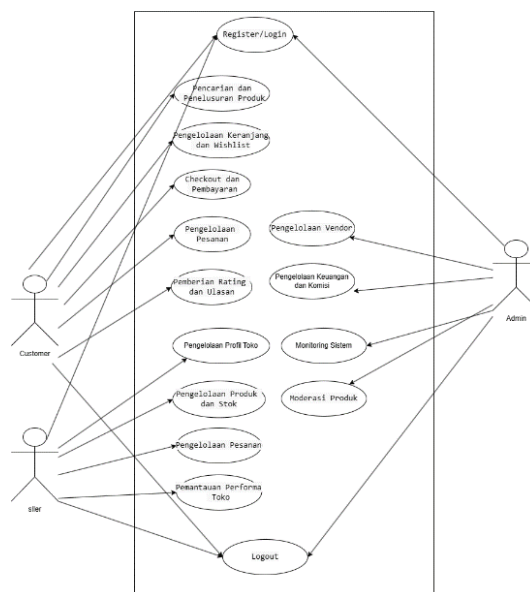 Register/Login
Pencarian dan
Penelusuran Produk
Pengelolaan Keranjang
dan Wishlist
Checkout dan
Pembayaran
Pengelolaan
Pesanan
Pengelolaan Vendor
Pemberian Rating
dan Ulasan
Pengelolaan Keuangan
dan Komisi
Customer
Admin
Pengelolaan Profil Toko
Monitoring Sistem
Pengelolaan Produk
dan Stok
Moderasi Produk
Pengelolaan Pesanan
Pemantauan Performa
Toko
sller
Logout